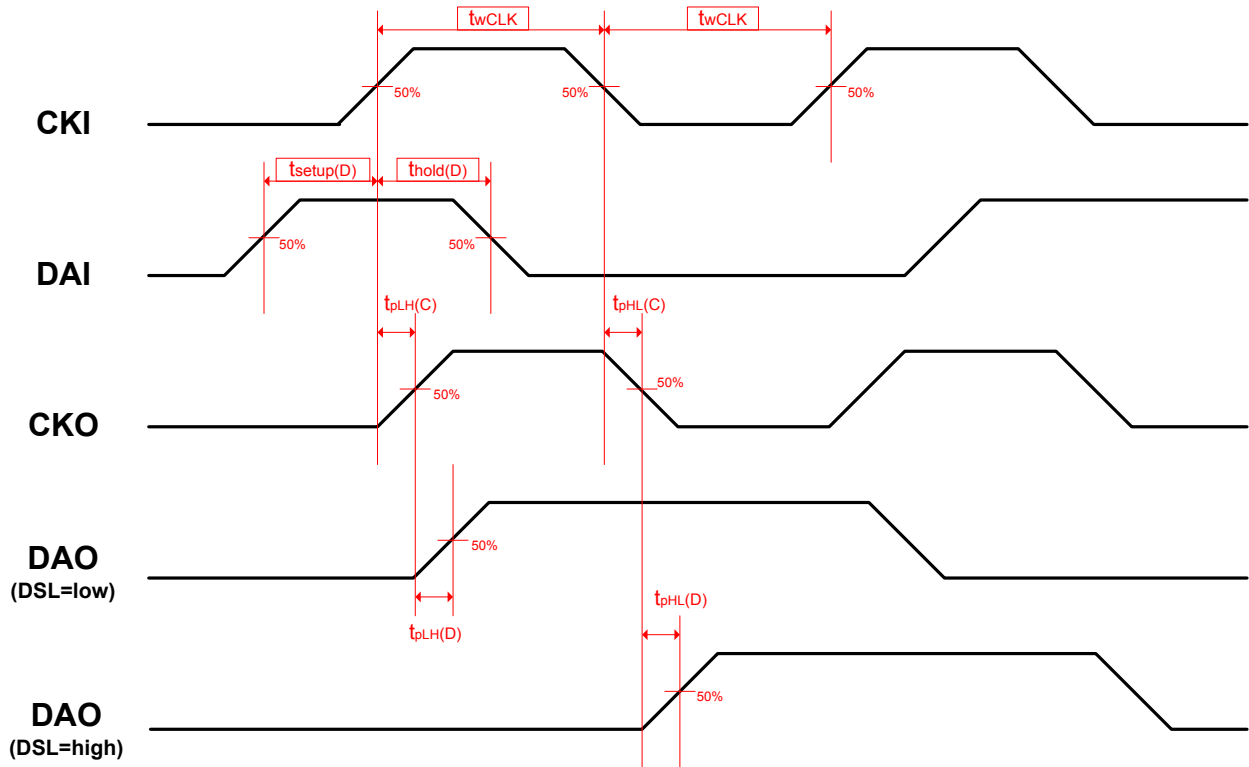 twCLK twCLK
50% 50% 50%
CKI
tsetup(D) thold(D)
50% 50%
DAI
tpLH(C) tpHL(C)
50% 50%
CKO
50%
DAO
(DSL=low)
tpLH(D) tpHL(D)
50%
DAO
(DSL=high)